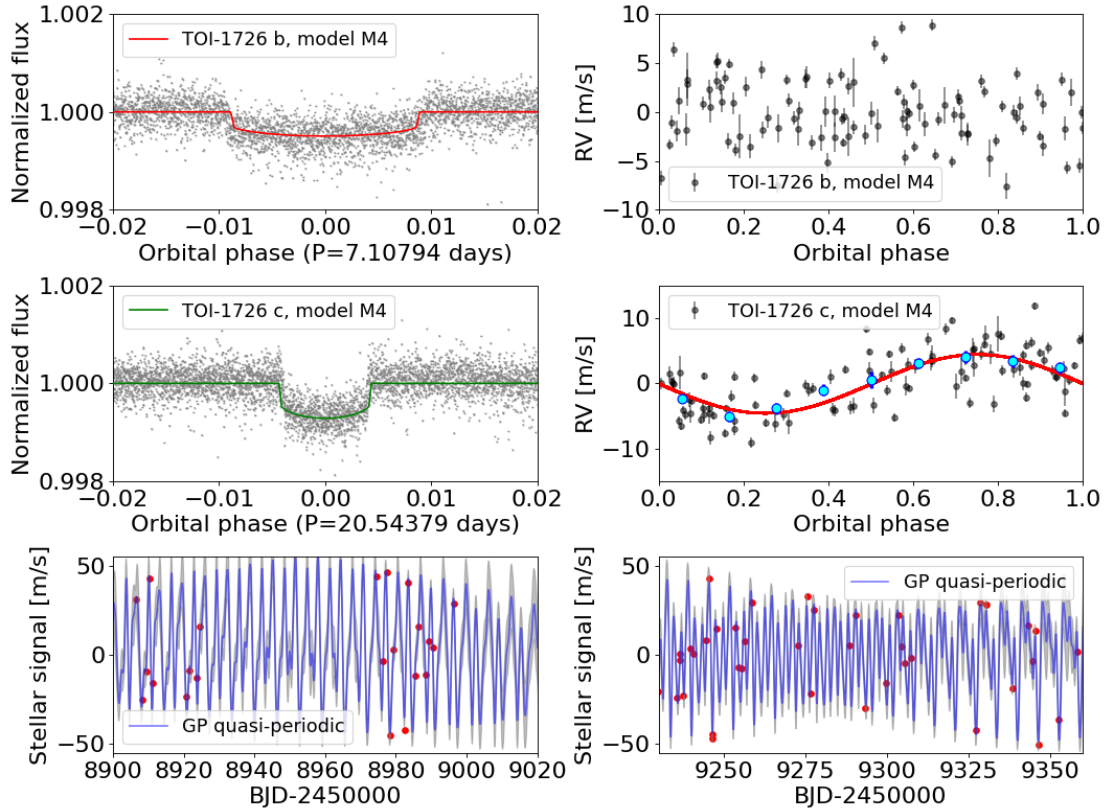 1.002
1.000
0.998
Normalized flux
TOI-1726 b, model M4
−0.02 −0.01 0.00 0.01 0.02
Orbital phase (P=7.10794 days)
10
5
0
−5
−10
RV [m/s]
TOI-1726 b, model M4
0.0 0.2 0.4 0.6 0.8 1.0
Orbital phase
1.002
1.000
0.998
Normalized flux
TOI-1726 c, model M4
−0.02 −0.01 0.00 0.01 0.02
Orbital phase (P=20.54379 days)
10
0
−10
RV [m/s]
TOI-1726 c, model M4
0.0 0.2 0.4 0.6 0.8 1.0
Orbital phase
50
0
−50
Stellar signal [m/s]
GP quasi-periodic
8900 8920 8940 8960 8980 9000 9020
BJD-2450000
50
0
−50
Stellar signal [m/s]
GP quasi-periodic
9250 9275 9300 9325 9350
BJD-2450000